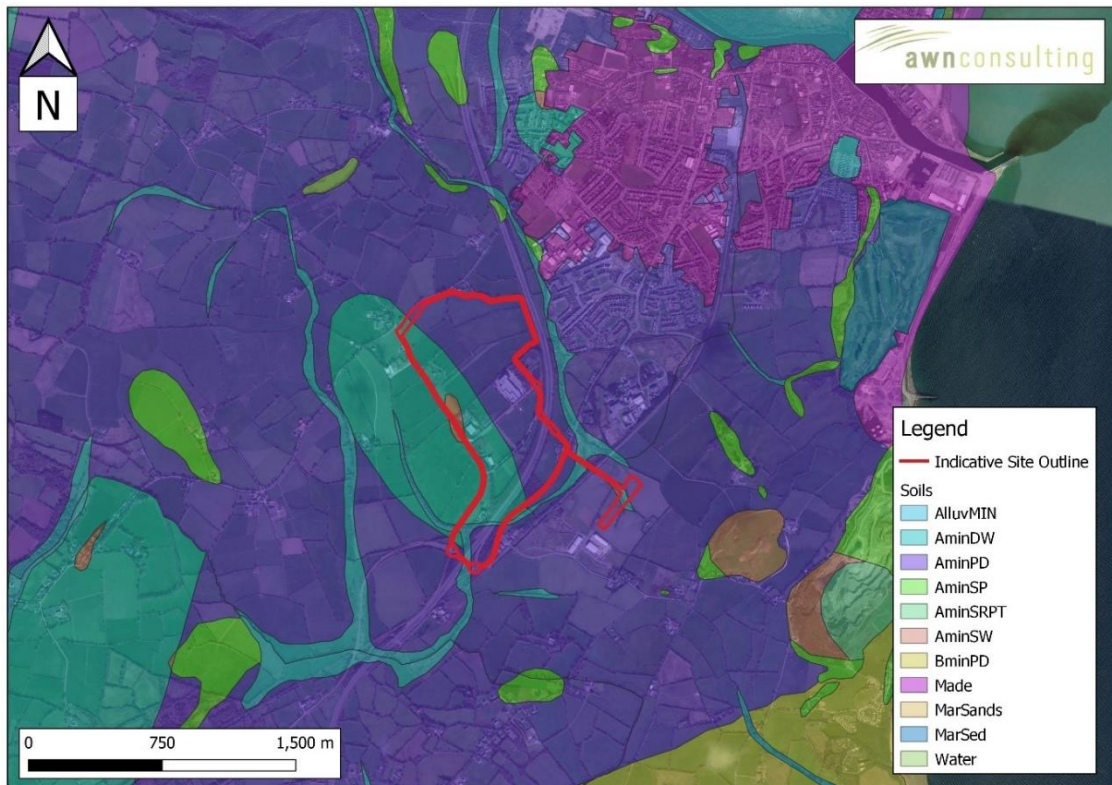 N
awnconsulting
Legend
Indicative Site Outline
Soils
AlluvMIN
AminDW
AminPD
AminSP
AminSRPT
AminSW
BminPD
Made
MarSands
MarSed
Water
0 750 1,500 m